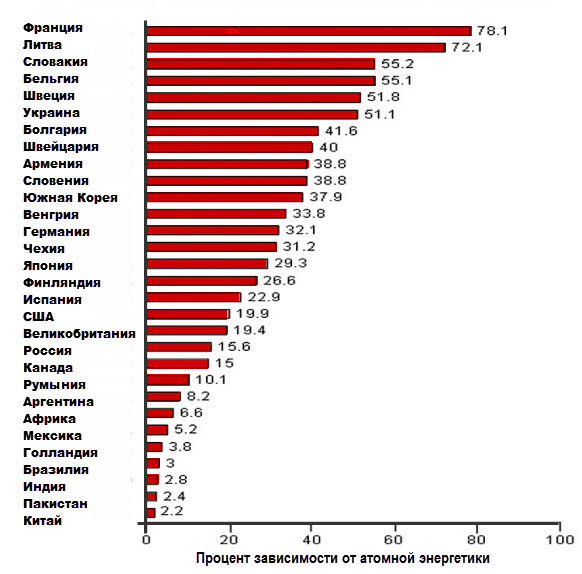 Франция 78.1
Литва 72.1
Словакия 55.2
Бельгия 55.1
Швеция 51.8
Украина 51.1
Болгария 41.6
Швейцария 40
Армения 38.8
Словения 38.8
Южная Корея 37.9
Венгрия 33.8
Германия 32.1
Чехия 31.2
Япония 29.3
Финляндия 26.6
Испания 22.9
США 19.9
Великобритания 19.4
Россия 15.6
Канада 15
Румыния 10.1
Аргентина 8.2
Африка 6.6
Мексика 5.2
Голландия 3.8
Бразилия 3
Индия 2.8
Пакистан 2.4
Китай 2.2
0 20 40 60 80 100
Процент зависимости от атомной энергетики